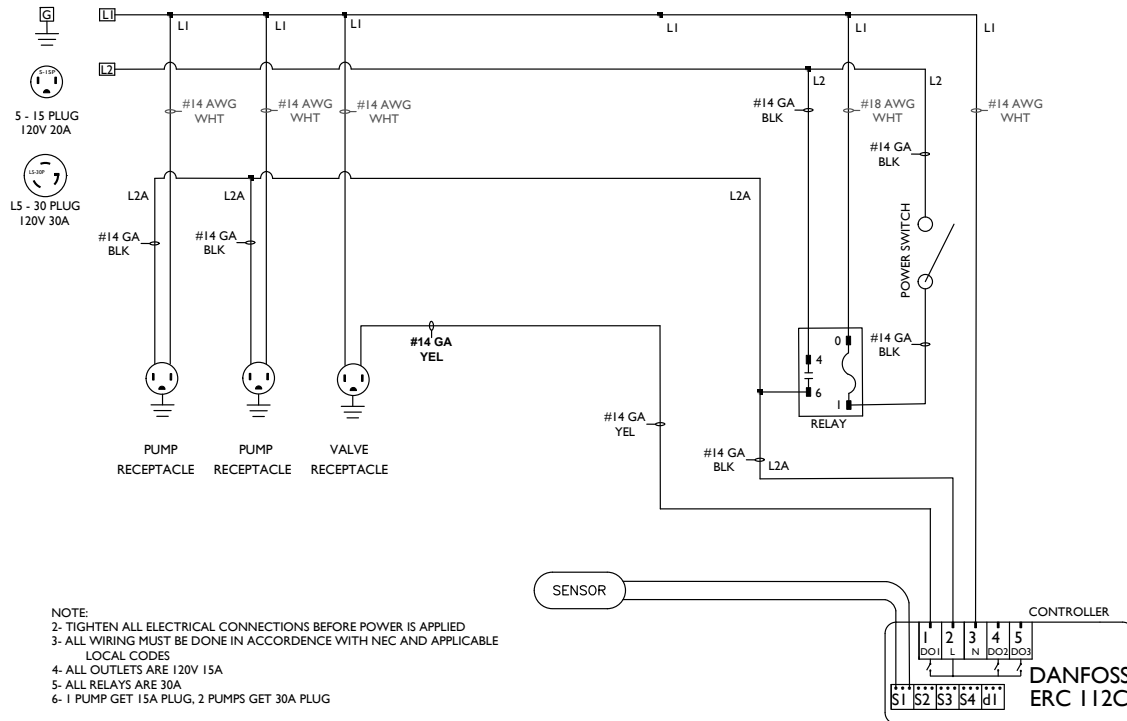 G
L1
L1
L1
L1
L1
L1
L1
5-15P
L2
L2
L2
5 - 15 PLUG
120V 20A
#14 AWG
WHT
#14 AWG
WHT
#14 AWG
WHT
#14 GA
BLK
#18 AWG
WHT
#14 AWG
WHT
#14 GA
BLK
L5-30P
L5 - 30 PLUG
120V 30A
L2A
L2A
L2A
#14 GA
BLK
#14 GA
BLK
POWER SWITCH
#14 GA
YEL
0
4
6
1
#14 GA
BLK
RELAY
#14 GA
YEL
PUMP
RECEPTACLE
PUMP
RECEPTACLE
VALVE
RECEPTACLE
#14 GA
BLK
L2A
SENSOR
NOTE:
2- TIGHTEN ALL ELECTRICAL CONNECTIONS BEFORE POWER IS APPLIED
3- ALL WIRING MUST BE DONE IN ACCORDANCE WITH NEC AND APPLICABLE
LOCAL CODES
4- ALL OUTLETS ARE 120V 15A
5- ALL RELAYS ARE 30A
6- 1 PUMP GET 15A PLUG, 2 PUMPS GET 30A PLUG
CONTROLLER
1 2 3 4 5
DO1 L N DO2 DO3
DANFOSS
ERC 112C
S1 S2 S3 S4 d1